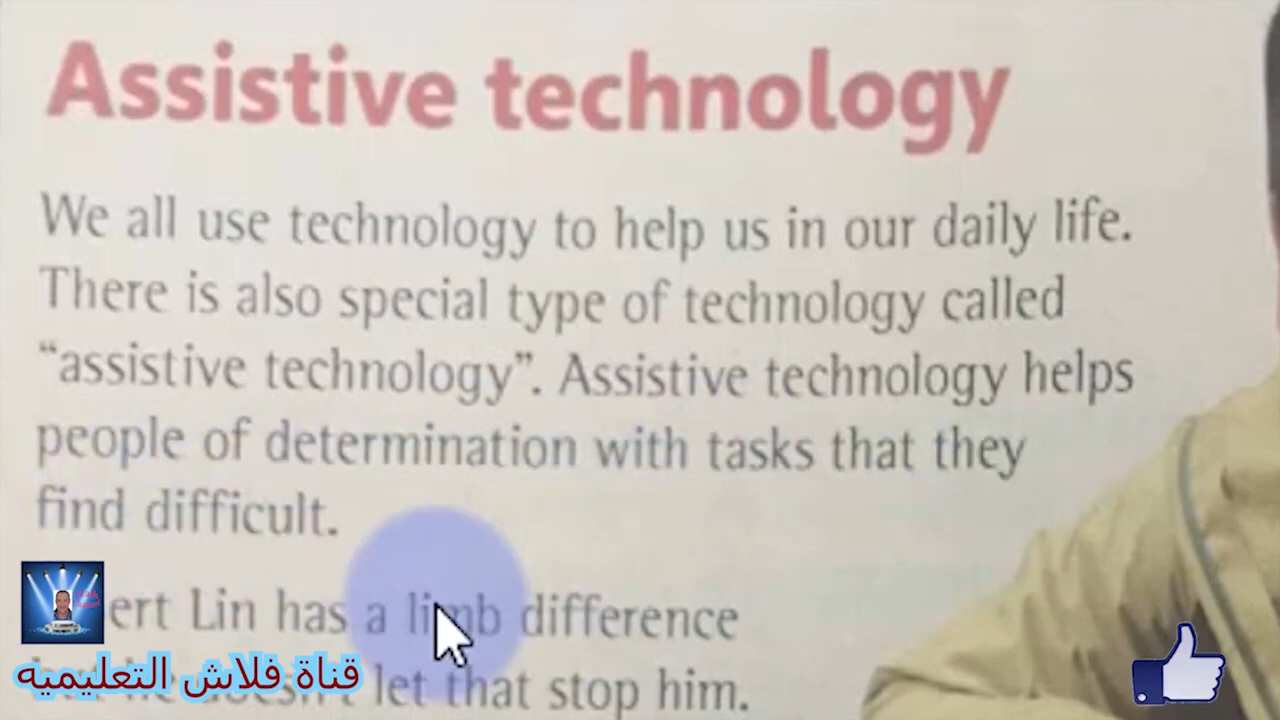 Assistive technology
We all use technology to help us in our daily life.
There is also special type of technology called
“assistive technology”. Assistive technology helps
people of determination with tasks that they
find difficult.
ert Lin has a limb difference
doesn't let that stop him.
قناة فلاش التعليميه